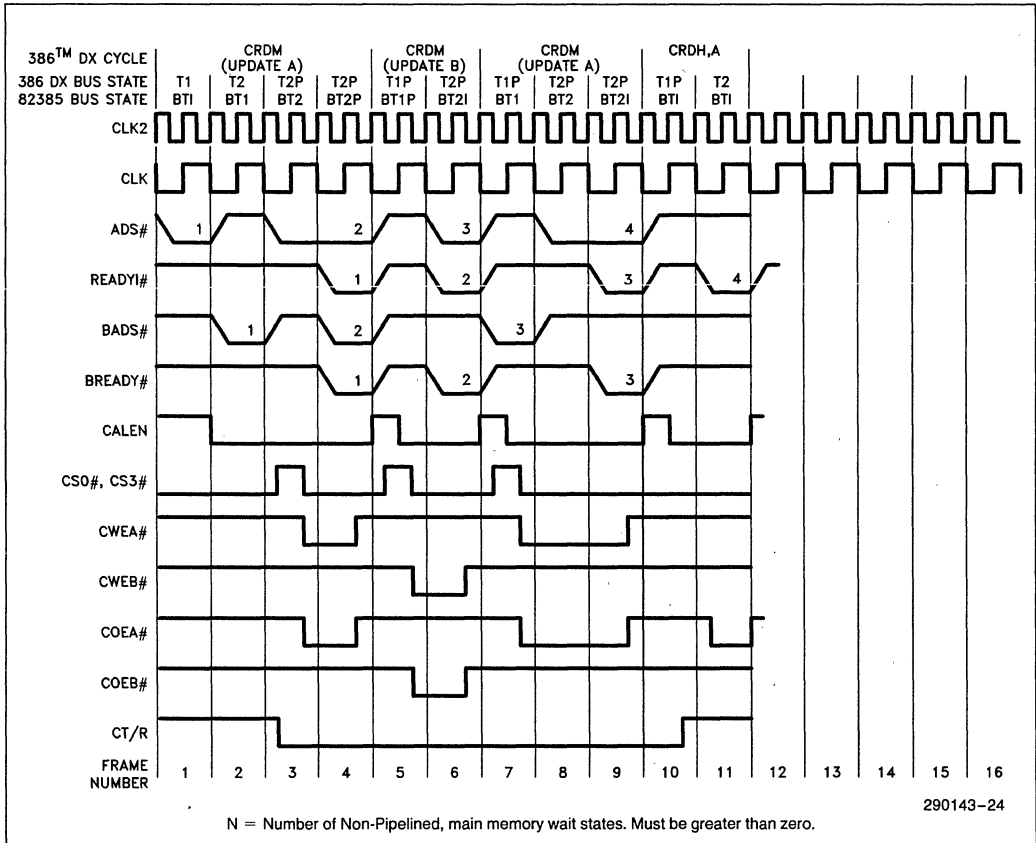 386TM DX CYCLE CRDM (UPDATE A) CRDM (UPDATE B) CRDM (UPDATE A) CRDH,A
386 DX BUS STATE T1 T2 T2P T2P T1P T2P T1P T2P T2P T1P T2
82385 BUS STATE BTI BT1 BT2 BT2P BT1P BT2I BT1 BT2 BT2I BTI BTI
CLK2
CLK
ADS# 1 2 3 4
READYI# 1 2 3 4
BADS# 1 2 3
BREADY# 1 2 3
CALEN
CS0#, CS3#
CWEA#
CWEB#
COEA#
COEB#
CT/R
FRAME NUMBER 1 2 3 4 5 6 7 8 9 10 11 12 13 14 15 16
290143-24
N = Number of Non-Pipelined, main memory wait states. Must be greater than zero.